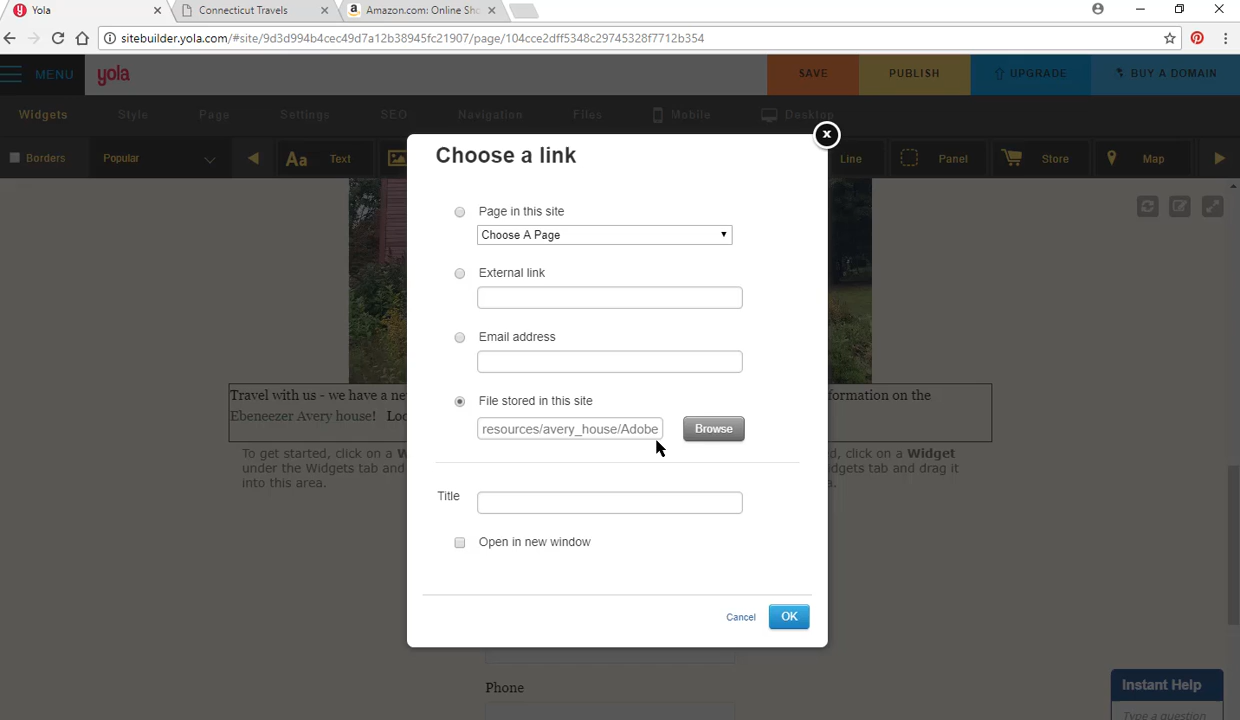 Yola
Connecticut Travels
Amazon.com: Online Sho
sitebuilder.yola.com/#site/9d3d994b4cec49d7a12b38945fc21907/page/104cce2dff5348c29745328f7712b354
MENU
yola
SAVE
PUBLISH
UPGRADE
BUY A DOMAIN
Widgets
Style
Page
Settings
SEO
Navigation
Files
Mobile
Desktop
Borders
Popular
Text
Line
Panel
Store
Map
Choose a link
Page in this site
Choose A Page
External link
Email address
File stored in this site
resources/avery_house/Adobe
Browse
Title
Open in new window
Cancel
OK
Travel with us - we have a ne
formation on the
Ebeneezer Avery house! Loo
To get started, click on a W
under the Widgets tab and
into this area.
d, click on a Widget
idgets tab and drag it
Phone
Instant Help
Type a question